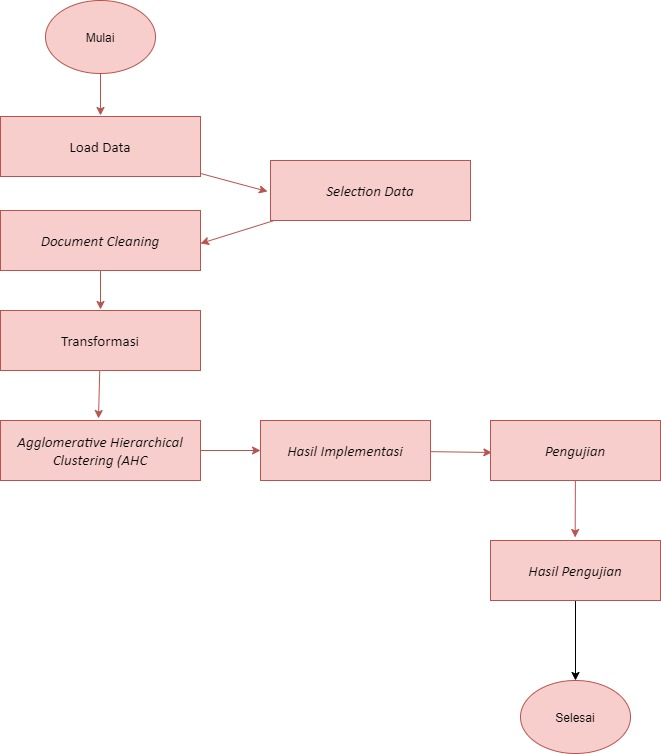 Mulai
Load Data
Selection Data
Document Cleaning
Transformasi
Agglomerative Hierarchical
Clustering (AHC
Hasil Implementasi
Pengujian
Hasil Pengujian
Selesai